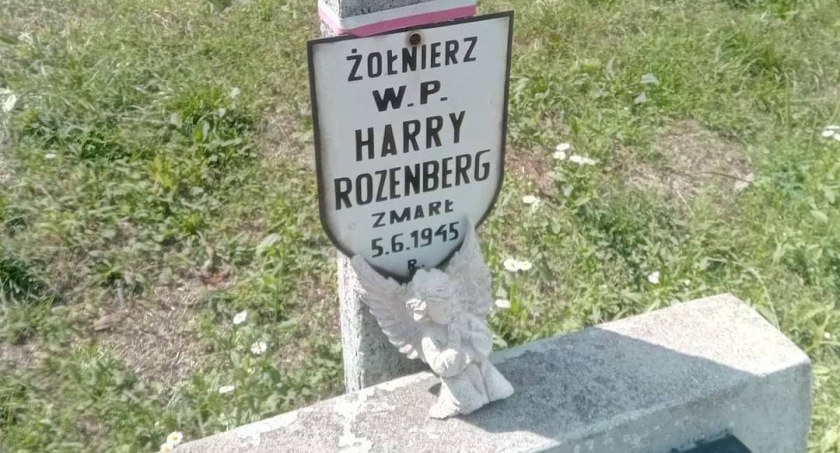 ŻOŁNIERZ
W.P.
HARRY
ROZENBERG
ZMARŁ
5.6.1945
R